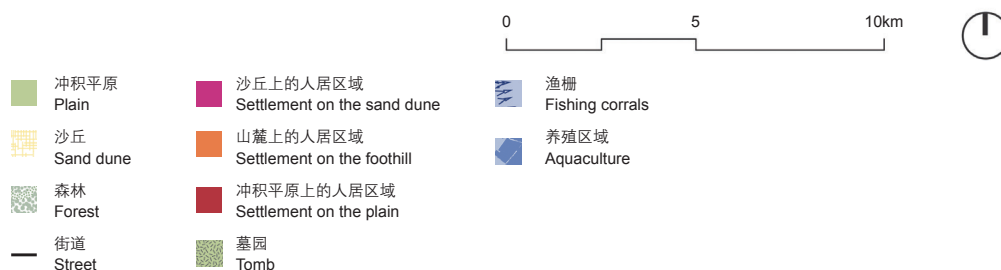 0 5 10km
冲积平原
Plain
沙丘
Sand dune
森林
Forest
街道
Street
沙丘上的人居区域
Settlement on the sand dune
山麓上的人居区域
Settlement on the foothill
冲积平原上的人居区域
Settlement on the plain
墓园
Tomb
渔栅
Fishing corrals
养殖区域
Aquaculture